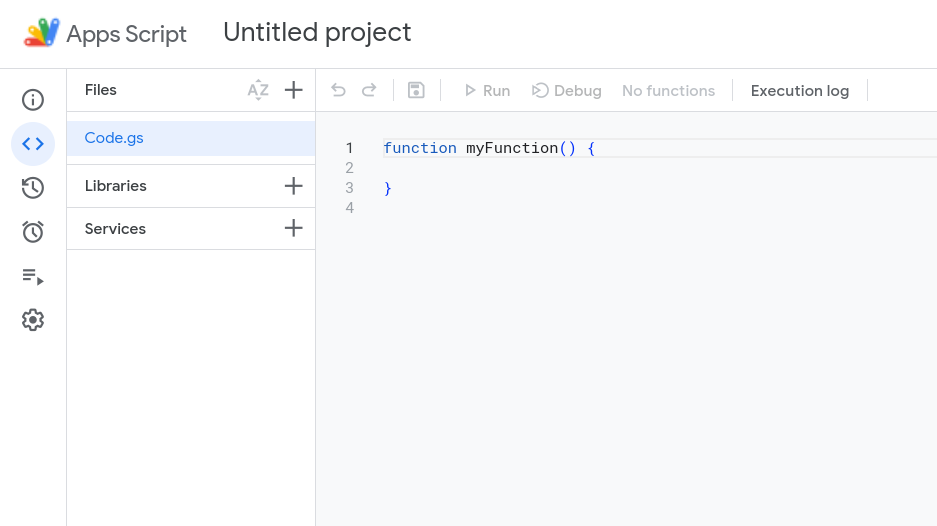 Apps Script Untitled project
Files AZ
Run Debug No functions Execution log
Code.gs
Libraries
Services
1 function myFunction() {
2
3 }
4